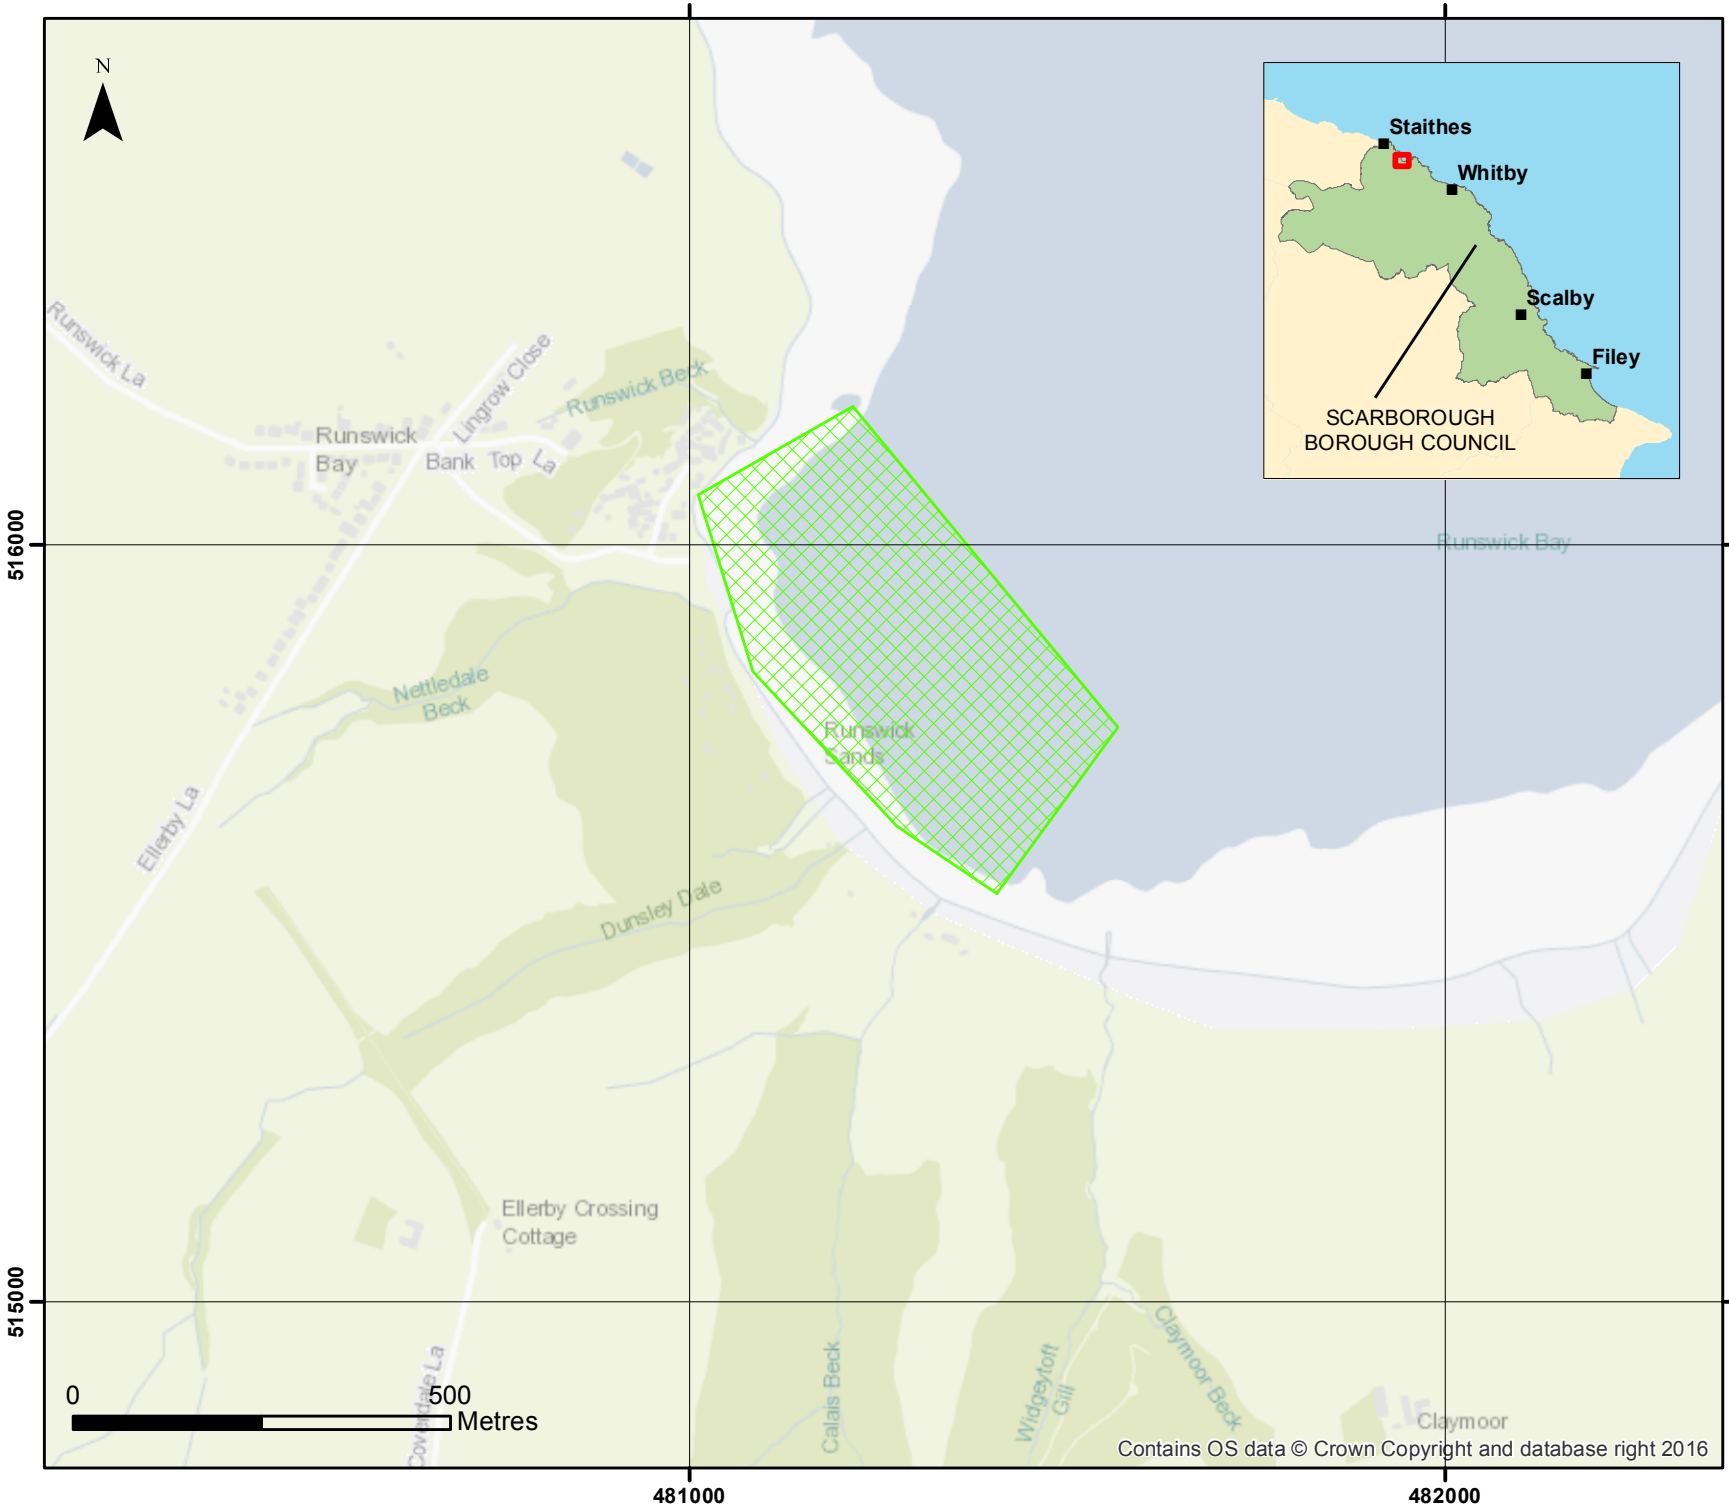 N
Staithes
Whitby
Scalby
Filey
SCARBOROUGH
BOROUGH COUNCIL
Runswick La
Lingrow Close
Runswick Beck
Runswick
Bay
Bank Top La
516000
Runswick Bay
Nettledale
Beck
Runswick
Sands
Ellerby La
Dunsley Dale
Ellerby Crossing
Cottage
515000
Coverdale La
Calais Beck
Widgeytoft
Gill
Claymoor Beck
Claymoor
0 500
Metres
Contains OS data © Crown Copyright and database right 2016
481000 482000